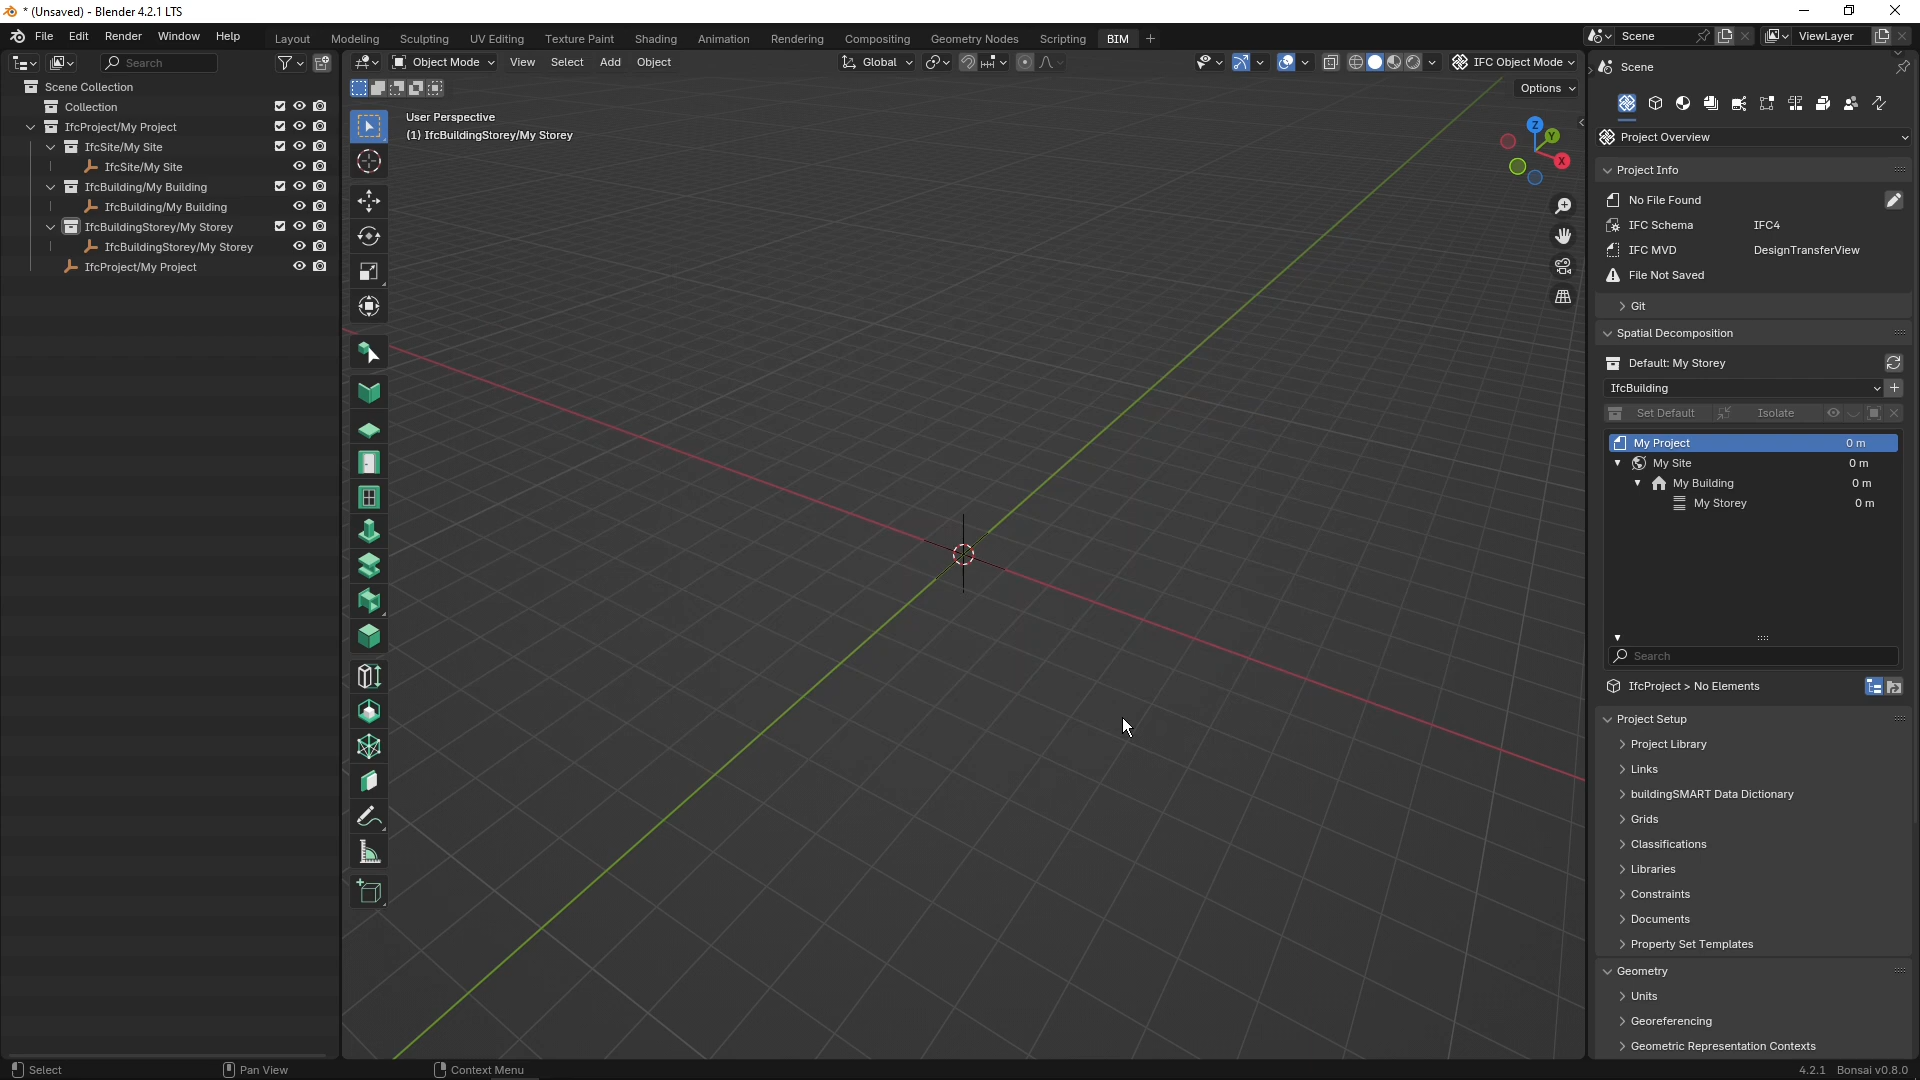 * (Unsaved) - Blender 4.2.1 LTS
File Edit Render Window Help
Layout Modeling Sculpting UV Editing Texture Paint Shading Animation Rendering Compositing Geometry Nodes Scripting BIM +
Scene
ViewLayer
Search
Object Mode View Select Add Object
Global
IFC Object Mode
Options
Scene Collection
Collection
IfcProject/My Project
IfcSite/My Site
IfcSite/My Site
IfcBuilding/My Building
IfcBuilding/My Building
IfcBuildingStorey/My Storey
IfcBuildingStorey/My Storey
IfcProject/My Project
User Perspective
(1) IfcBuildingStorey/My Storey
Z
Y
X
Scene
Project Overview
Project Info
No File Found
IFC Schema IFC4
IFC MVD DesignTransferView
File Not Saved
Git
Spatial Decomposition
Default: My Storey
IfcBuilding
Set Default Isolate
My Project 0 m
My Site 0 m
My Building 0 m
My Storey 0 m
Search
IfcProject > No Elements
Project Setup
Project Library
Links
buildingSMART Data Dictionary
Grids
Classifications
Libraries
Constraints
Documents
Property Set Templates
Geometry
Units
Georeferencing
Geometric Representation Contexts
Select Pan View Context Menu
4.2.1 Bonsai v0.8.0